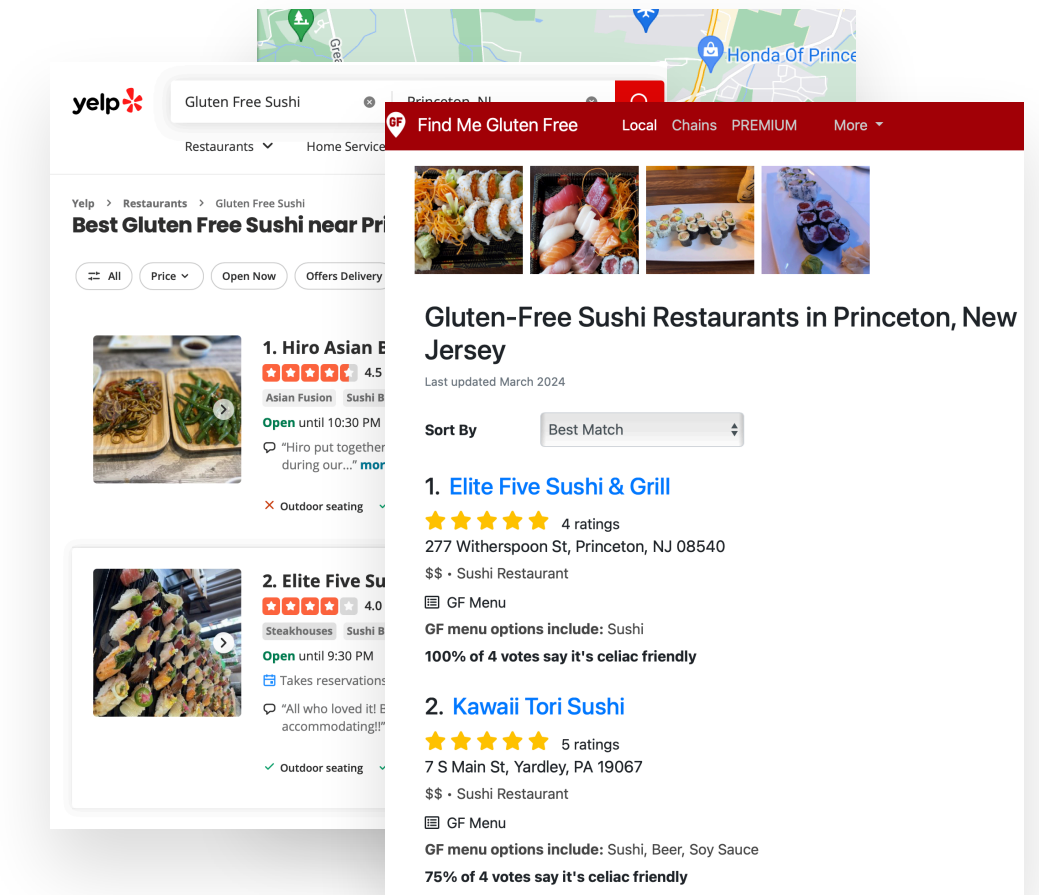 Honda Of Prince
yelp
Gluten Free Sushi
Princeton, NJ
Restaurants
Home Service
Yelp > Restaurants > Gluten Free Sushi
Best Gluten Free Sushi near Pri
All
Price
Open Now
Offers Delivery
1. Hiro Asian
4.5
Asian Fusion
Sushi B
Open until 10:30 PM
“Hiro put together
during our...” mor
Outdoor seating
2. Elite Five Su
4.0
Steakhouses
Sushi B
Open until 9:30 PM
Takes reservations
“All who loved it!
accommodating!!”
Outdoor seating
GF
Find Me Gluten Free
Local
Chains
PREMIUM
More
Gluten-Free Sushi Restaurants in Princeton, New
Jersey
Last updated March 2024
Sort By
Best Match
1. Elite Five Sushi & Grill
4 ratings
277 Witherspoon St, Princeton, NJ 08540
$$ • Sushi Restaurant
GF Menu
GF menu options include: Sushi
100% of 4 votes say it's celiac friendly
2. Kawaii Tori Sushi
5 ratings
7 S Main St, Yardley, PA 19067
$$ • Sushi Restaurant
GF Menu
GF menu options include: Sushi, Beer, Soy Sauce
75% of 4 votes say it's celiac friendly